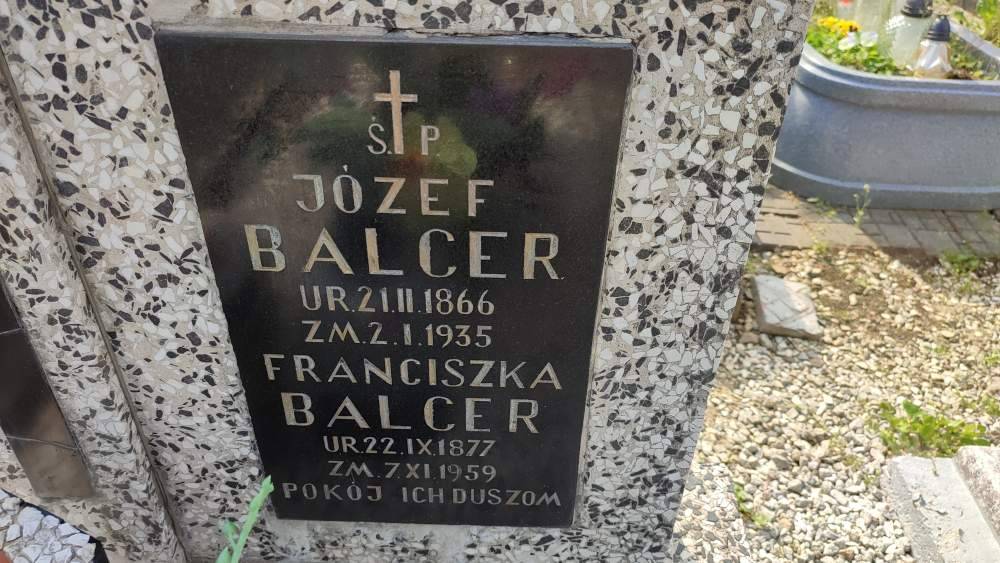 Ś. P.
JÓZEF
BALCER
UR. 21.II.1866
ZM. 2.I.1935
FRANCISZKA
BALCER
UR. 22.IX.1877
ZM. 7.XI.1959
POKÓJ ICH DUSZOM